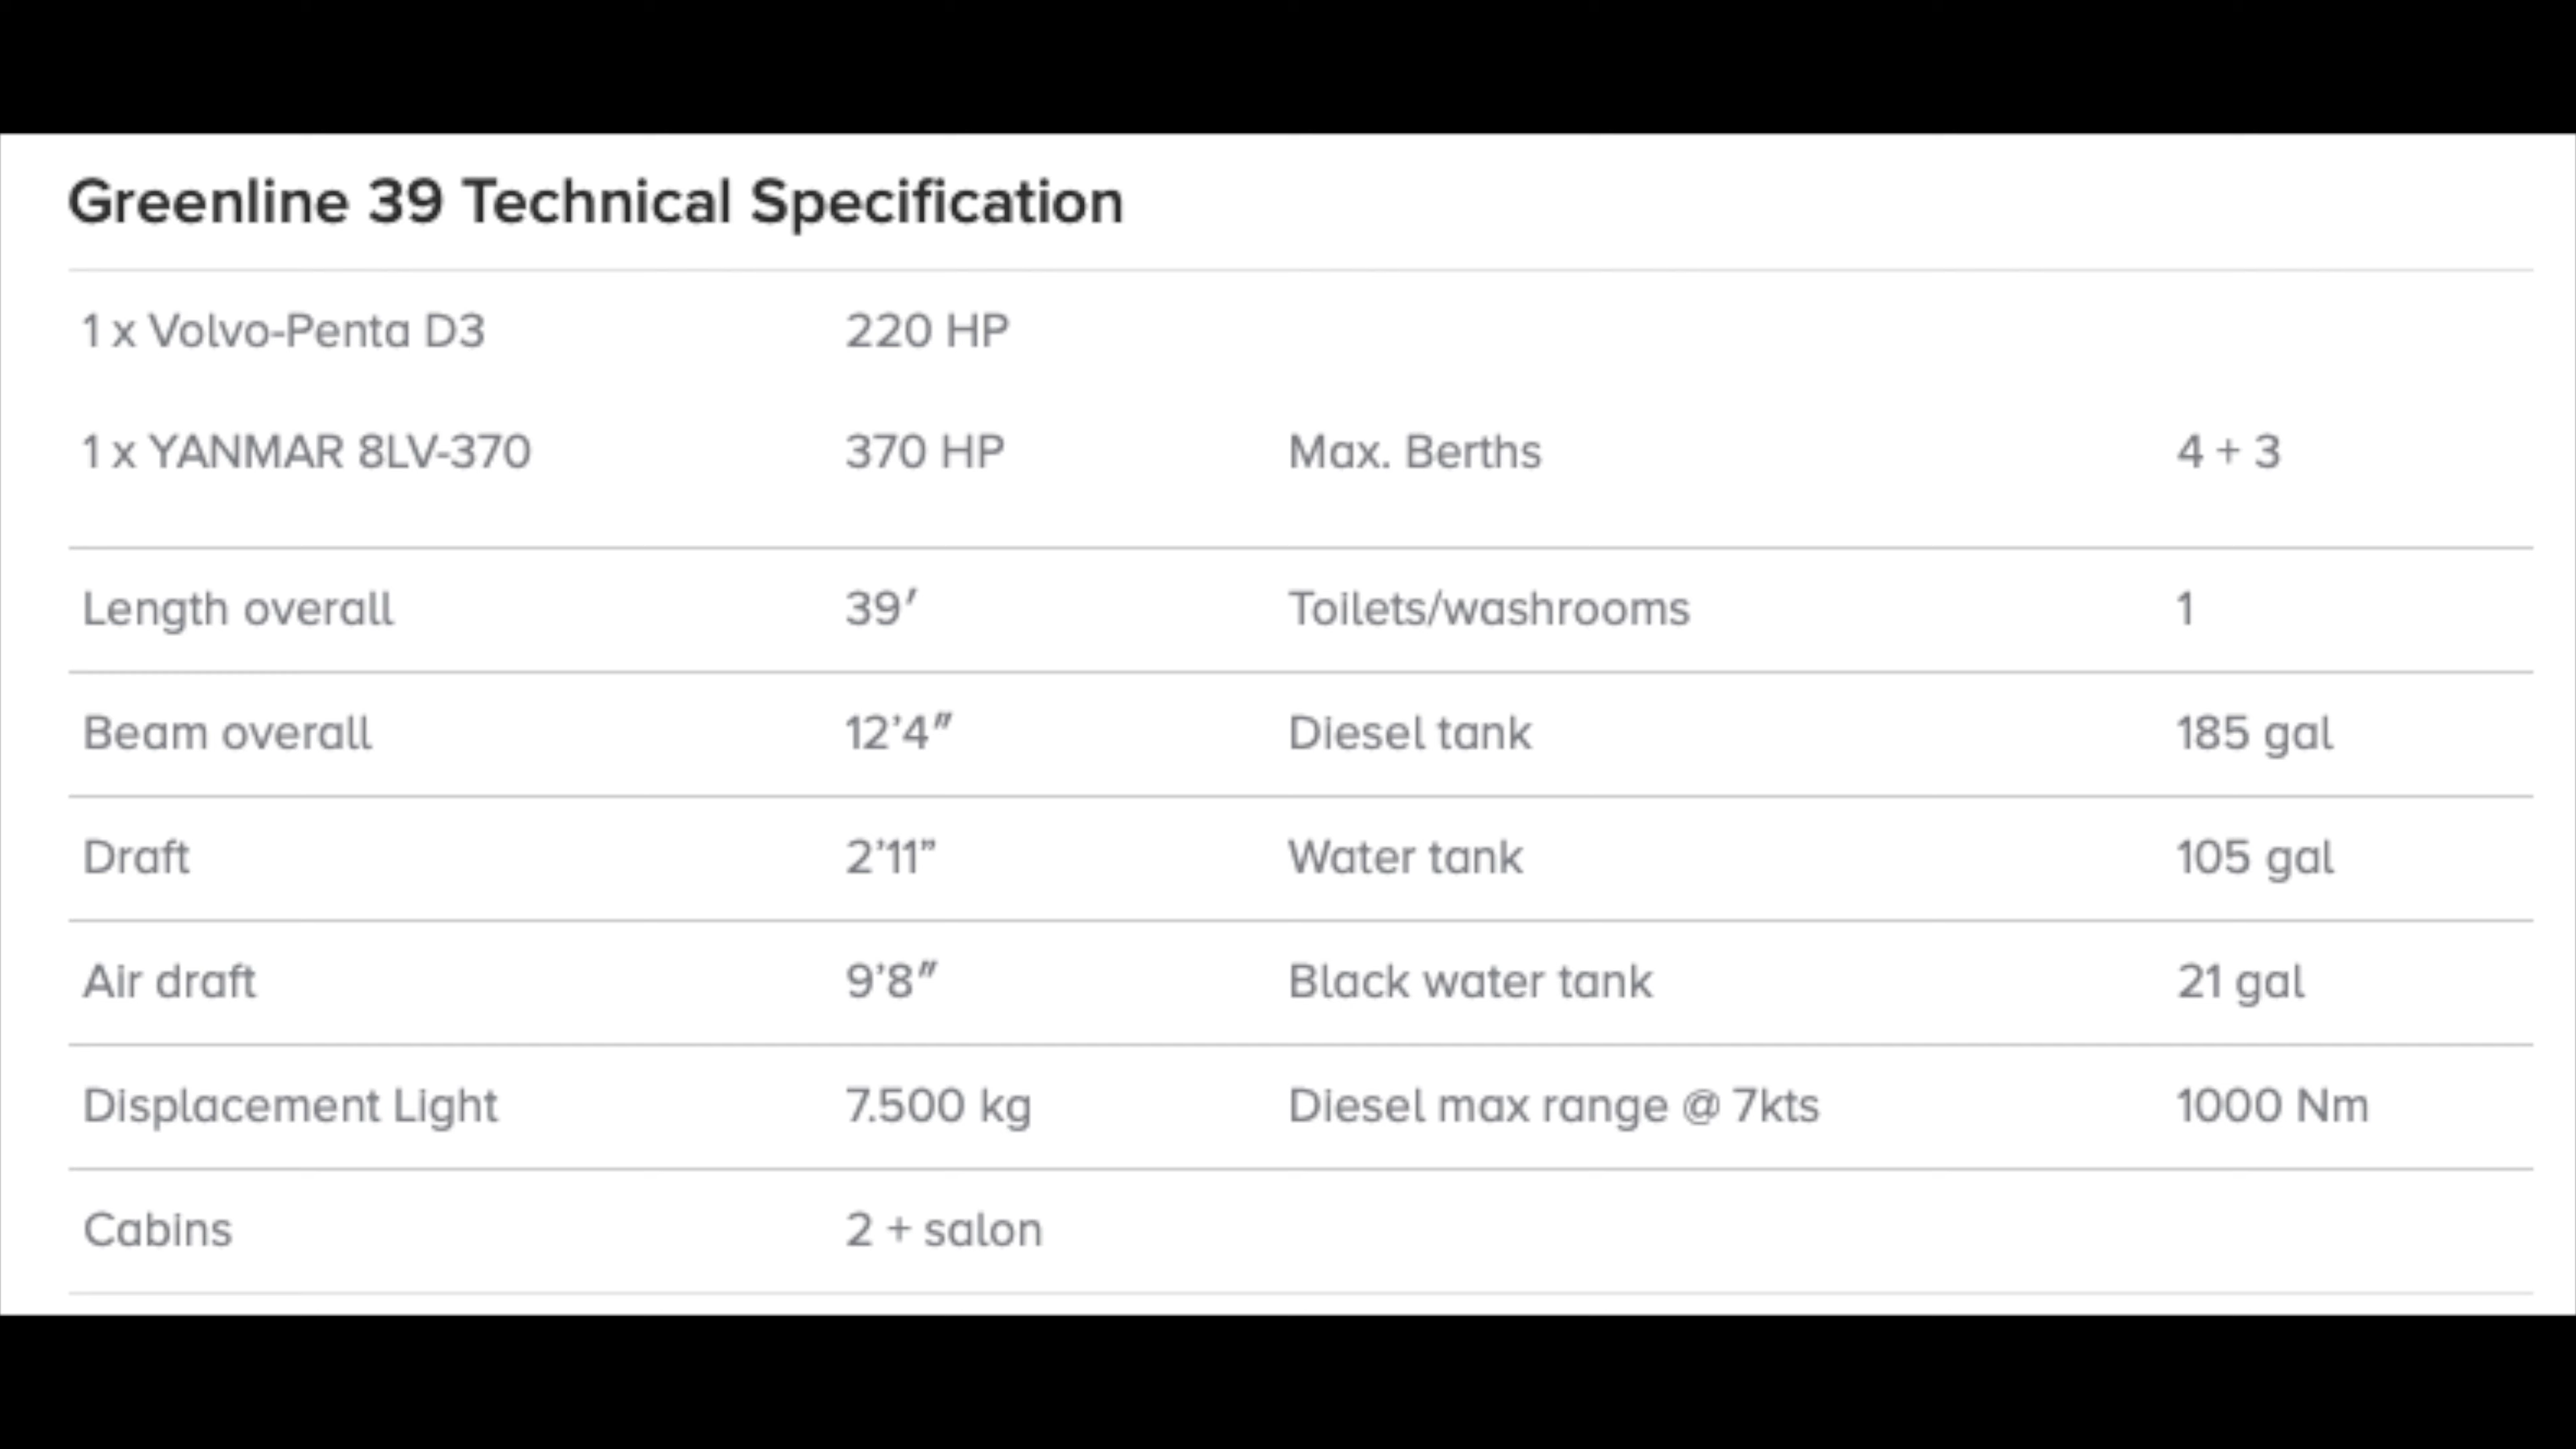 Greenline 39 Technical Specification
1 x Volvo-Penta D3 220 HP
1 x YANMAR 8LV-370 370 HP Max. Berths 4 + 3
Length overall 39′ Toilets/washrooms 1
Beam overall 12’4″ Diesel tank 185 gal
Draft 2’11” Water tank 105 gal
Air draft 9’8″ Black water tank 21 gal
Displacement Light 7.500 kg Diesel max range @ 7kts 1000 Nm
Cabins 2 + salon